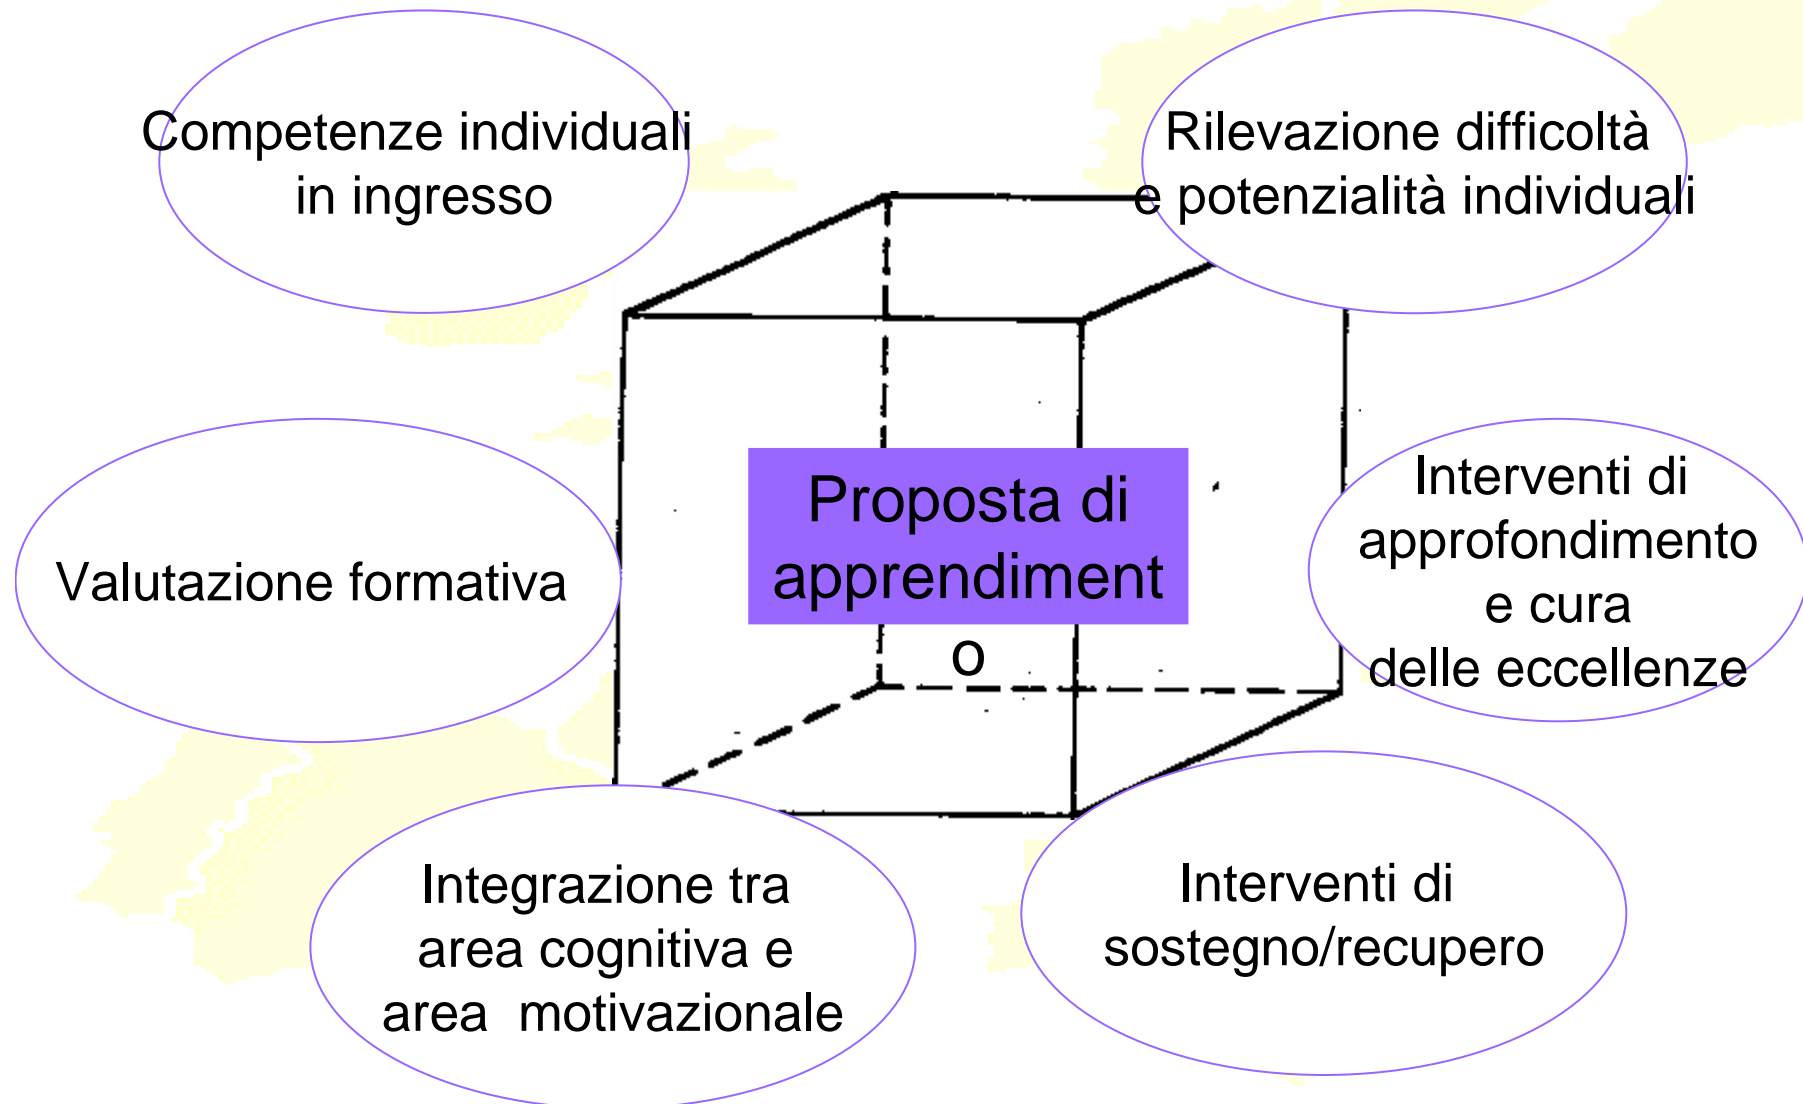 Competenze individuali
in ingresso
Rilevazione difficoltà
e potenzialità individuali
Proposta di
apprendiment
o
Valutazione formativa
Interventi di
approfondimento
e cura
delle eccellenze
Integrazione tra
area cognitiva e
area motivazionale
Interventi di
sostegno/recupero